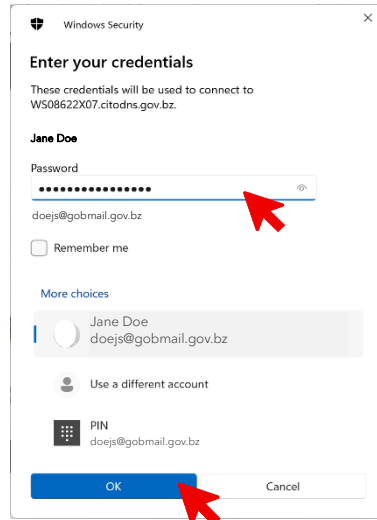 Windows Security
Enter your credentials
These credentials will be used to connect to
WS08622X07.citodns.gov.bz.
Jane Doe
Password
doejs@gobmail.gov.bz
Remember me
More choices
Jane Doe
doejs@gobmail.gov.bz
Use a different account
PIN
doejs@gobmail.gov.bz
OK
Cancel